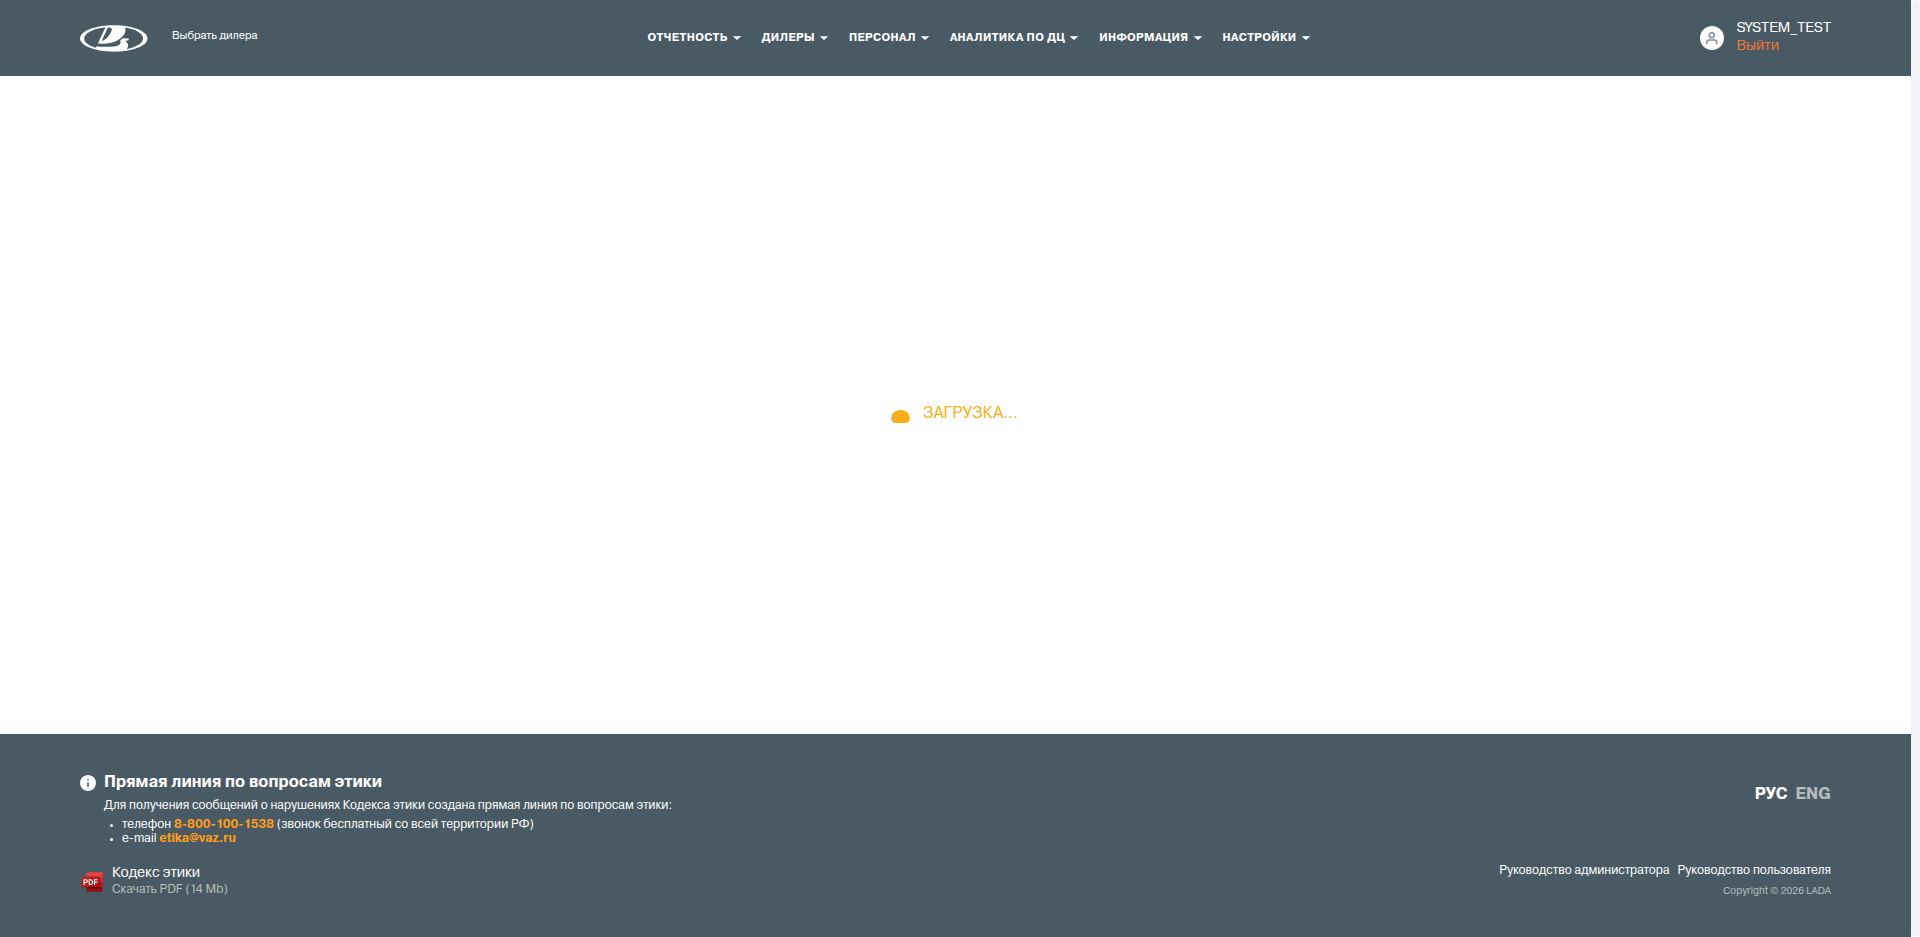 Выбрать дилера
ОТЧЕТНОСТЬ ДИЛЕРЫ ПЕРСОНАЛ АНАЛИТИКА ПО ДЦ ИНФОРМАЦИЯ НАСТРОЙКИ
SYSTEM_TEST
Выйти
ЗАГРУЗКА...
Прямая линия по вопросам этики
Для получения сообщений о нарушениях Кодекса этики создана прямая линия по вопросам этики:
• телефон 8-800-100-1538 (звонок бесплатный со всей территории РФ)
• e-mail etika@vaz.ru
PDF
Кодекс этики
Скачать PDF (14 Mb)
РУС ENG
Руководство администратора Руководство пользователя
Copyright © 2026 LADA